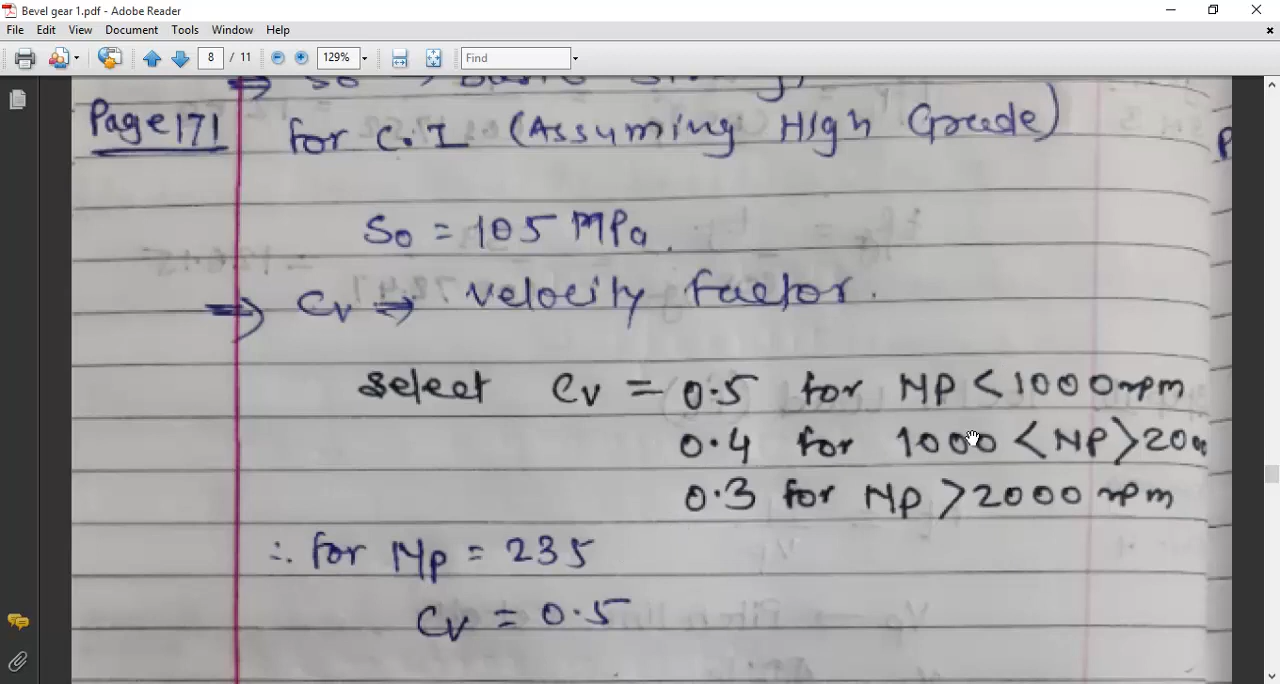 Bevel gear 1.pdf - Adobe Reader
File Edit View Document Tools Window Help
8 / 11 129% Find
⇒ So →
Page 171 for C.I (Assuming High Grade)
So = 105 MPa.
⇒ Cv → velocity factor.
select Cv = 0.5 for Np < 1000 rpm
0.4 for 1000 < Np > 200
0.3 for Np > 2000 rpm
∴ for Np = 235
Cv = 0.5